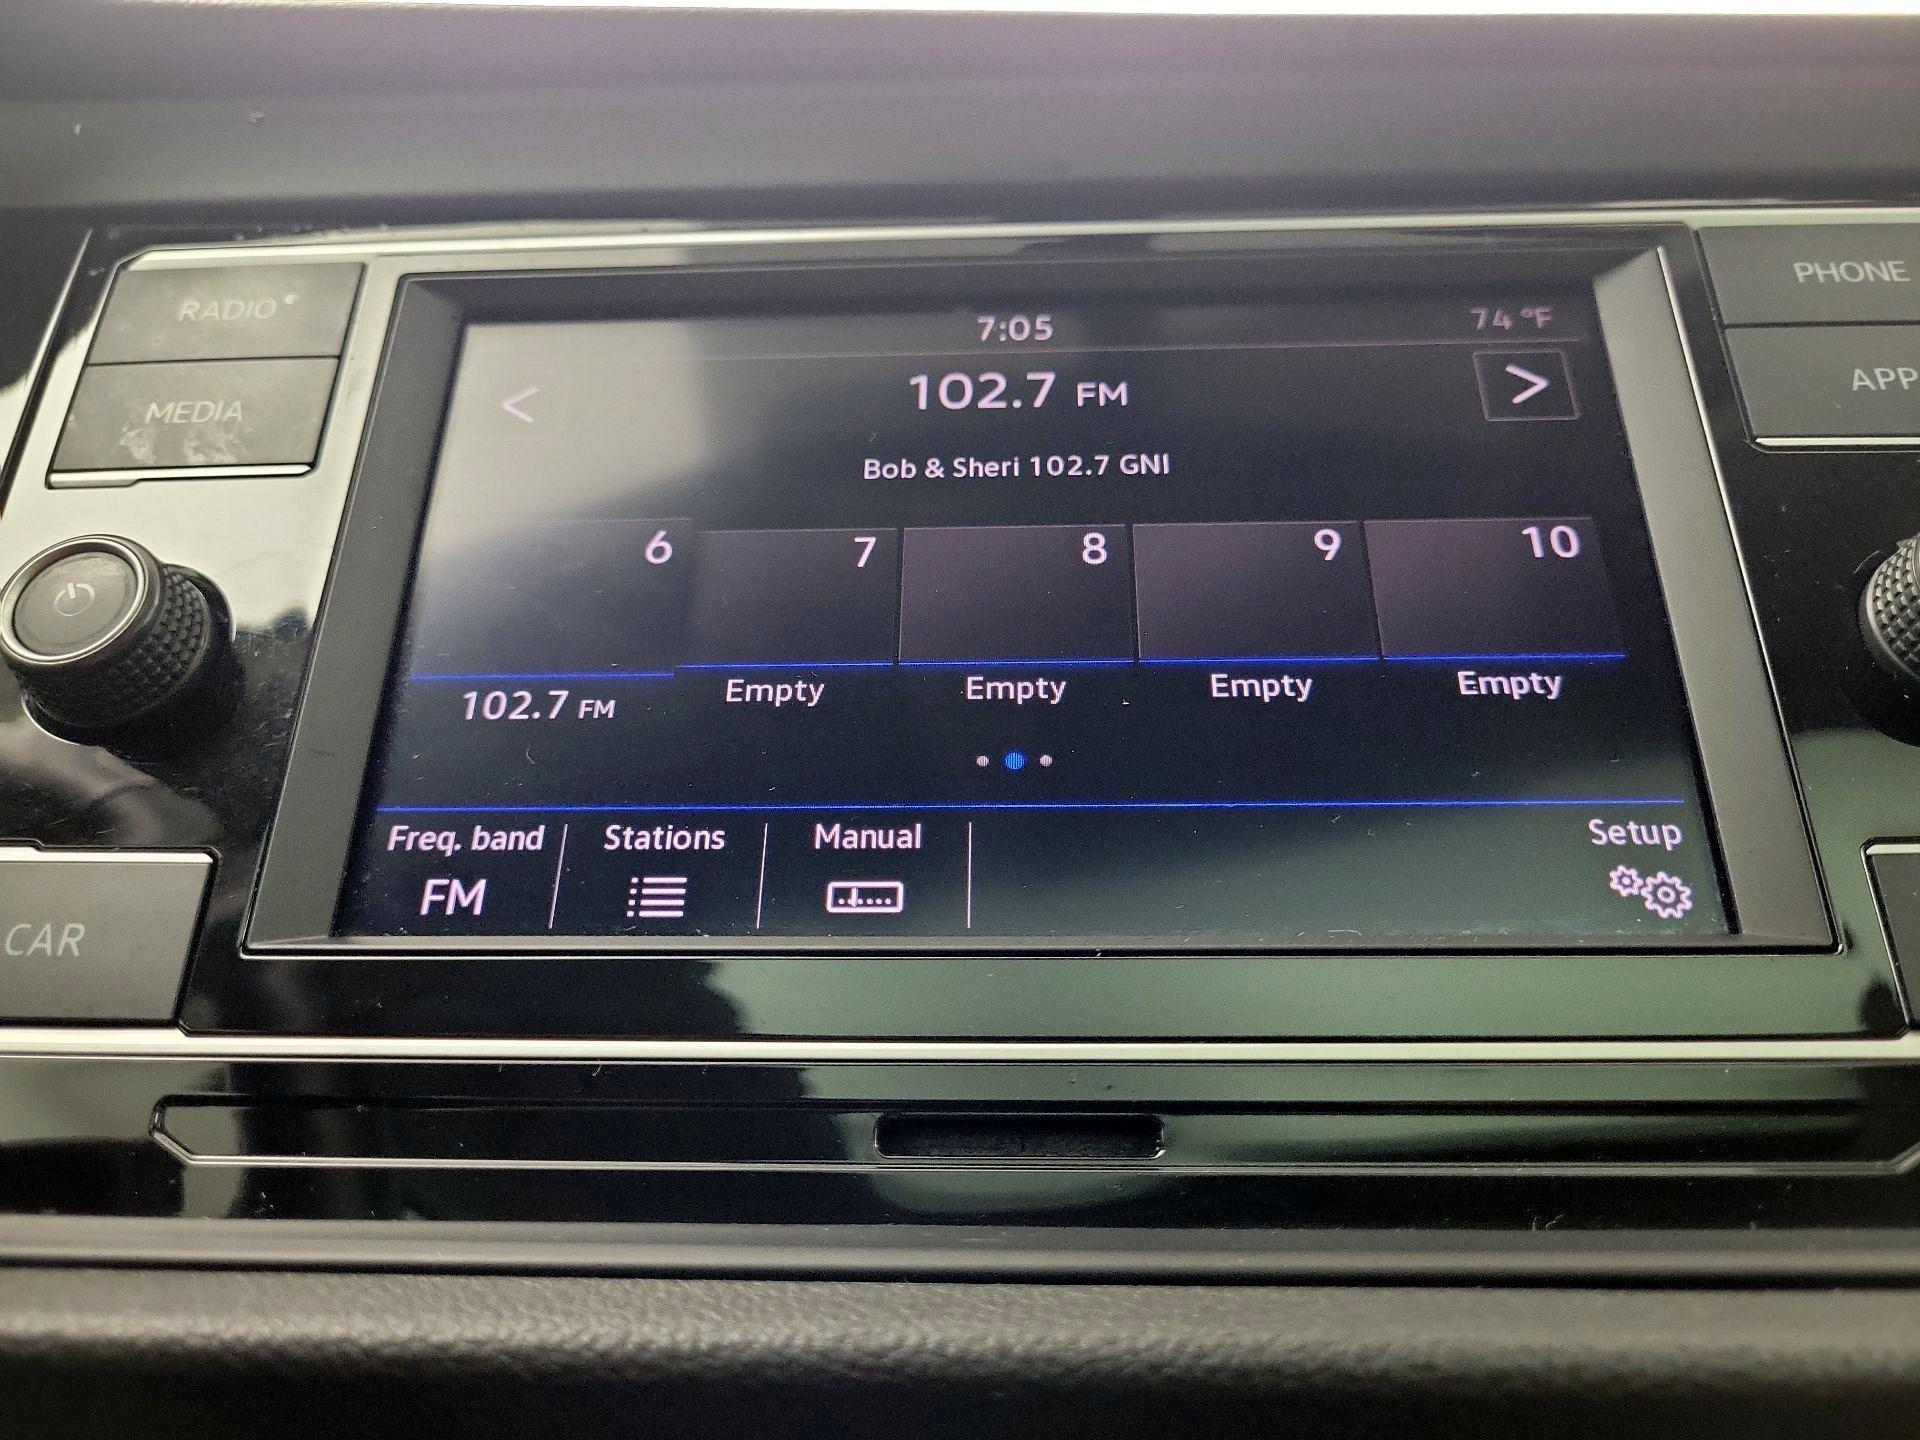 RADIO
MEDIA
PHONE
APP
7:05
74 °F
<
102.7 FM
>
Bob & Sheri 102.7 GNI
6
7
8
9
10
102.7 FM
Empty
Empty
Empty
Empty
Freq. band
Stations
Manual
Setup
FM
CAR